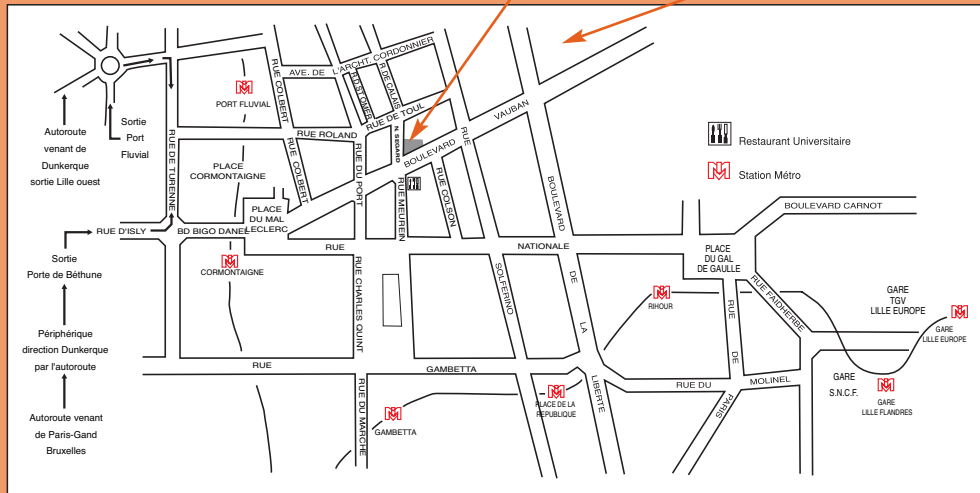 AVE. DE L'ARCHT. CORDONNIER
RUE COLBERT
R.D ST OMER
R. DE CALAIS
PORT FLUVIAL
RUE DE TOUL
VAUBAN
Autoroute
venant de
Dunkerque
sortie Lille ouest
Sortie
Port
Fluvial
RUE ROLAND
N. SEGARD
BOULEVARD
RUE
Restaurant Universitaire
Station Métro
RUE DE TURENNE
PLACE
CORMONTAIGNE
RUE COLBERT
RUE DU PORT
RUE MEUREIN
RUE COLSON
BOULEVARD
BOULEVARD CARNOT
PLACE
DU MAL
LECLERC
RUE D'ISLY
BD BIGO DANEL
RUE
NATIONALE
PLACE
DU GAL
DE GAULLE
Sortie
Porte de Béthune
CORMONTAIGNE
RUE CHARLES QUINT
SOLFERINO
DE
LA
RIHOUR
RUE FAIDHERBE
RUE
DE
GARE
TGV
LILLE EUROPE
GARE
LILLE EUROPE
Périphérique
direction Dunkerque
par l'autoroute
RUE
GAMBETTA
LIBERTE
RUE DU
MOLINEL
PARIS
GARE
S.N.C.F.
GARE
LILLE FLANDRES
Autoroute venant
de Paris-Gand
Bruxelles
RUE DU MARCHE
GAMBETTA
PLACE DE LA
REPUBLIQUE